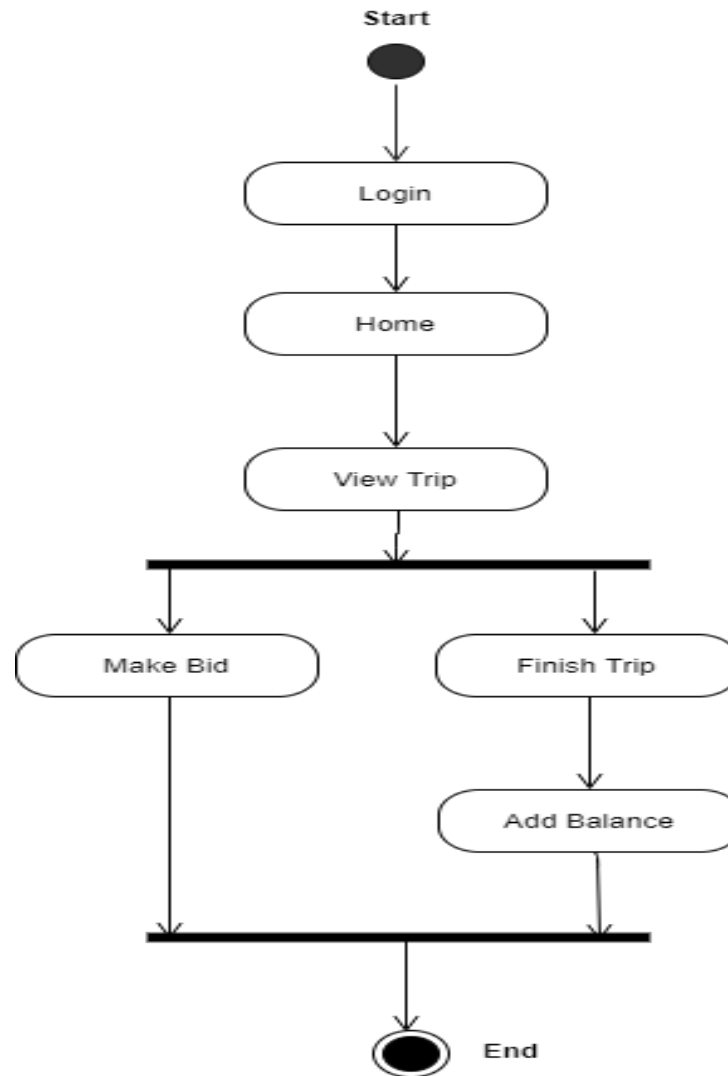 Start
Login
Home
View Trip
Make Bid
Finish Trip
Add Balance
End